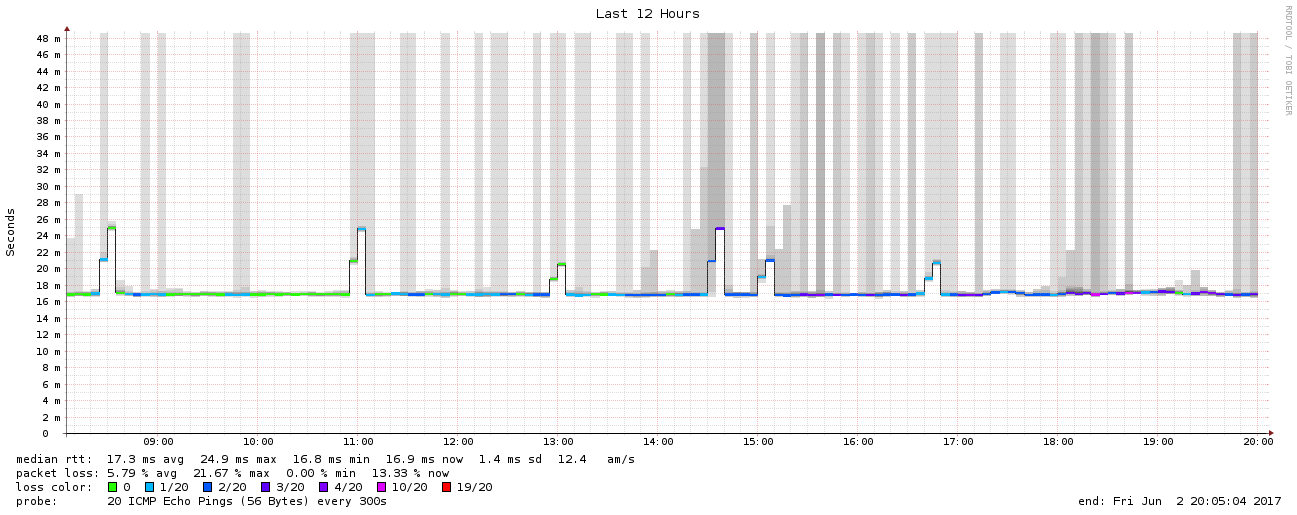 Last 12 Hours
RRDTOOL / TOBI OETIKER
Seconds
48 m
46 m
44 m
42 m
40 m
38 m
36 m
34 m
32 m
30 m
28 m
26 m
24 m
22 m
20 m
18 m
16 m
14 m
12 m
10 m
8 m
6 m
4 m
2 m
0
09:00 10:00 11:00 12:00 13:00 14:00 15:00 16:00 17:00 18:00 19:00 20:00
median rtt: 17.3 ms avg 24.9 ms max 16.8 ms min 16.9 ms now 1.4 ms sd 12.4 am/s
packet loss: 5.79 % avg 21.67 % max 0.00 % min 13.33 % now
loss color: 0 1/20 2/20 3/20 4/20 10/20 19/20
probe: 20 ICMP Echo Pings (56 Bytes) every 300s
end: Fri Jun 2 20:05:04 2017